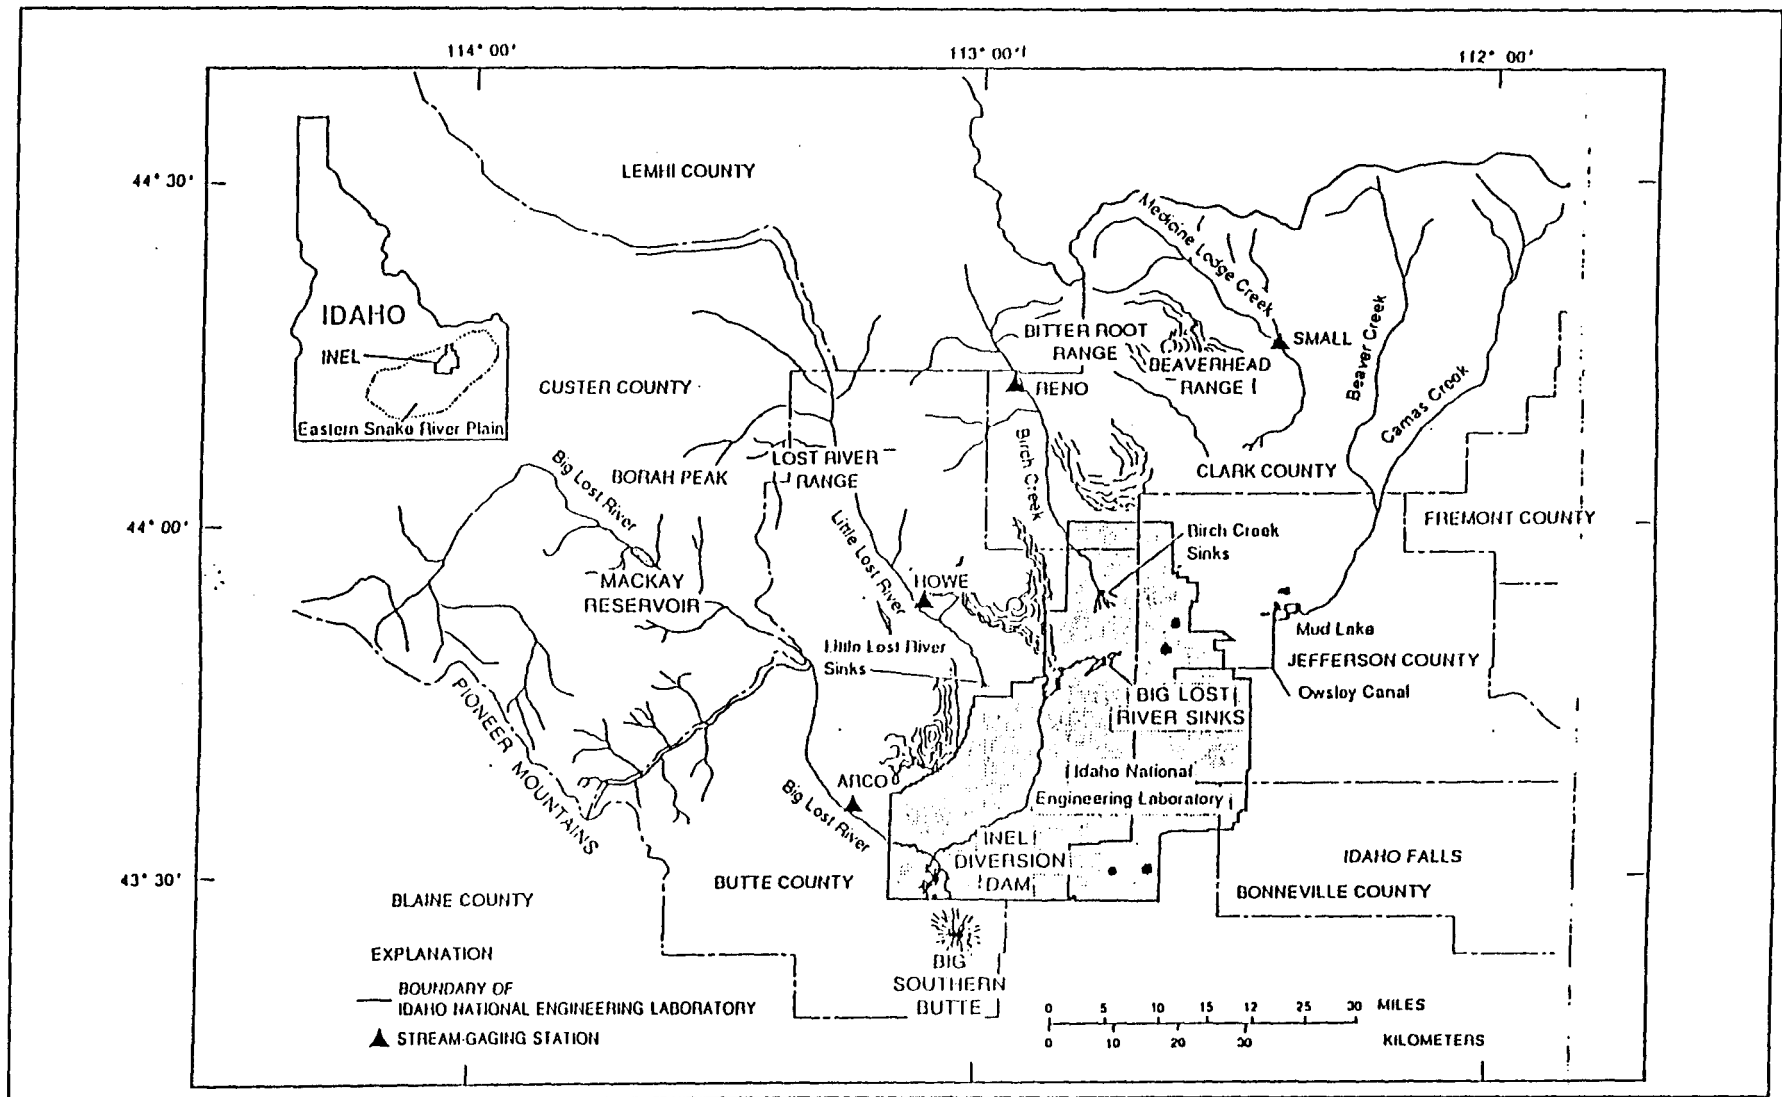 114° 00'
113° 00'
112° 00'
44° 30'
44° 00'
43° 30'
LEMHI COUNTY
IDAHO
INEL
Eastern Snake River Plain
CUSTER COUNTY
Medicine Lodge Creek
SMALL
Beaver Creek
Camas Creek
BITTER ROOT
RANGE
BEAVERHEAD
RANGE
RENO
Birch Creek
CLARK COUNTY
LOST RIVER
RANGE
BORAH PEAK
Big Lost River
Little Lost River
FREMONT COUNTY
Birch Creek
Sinks
MACKAY
RESERVOIR
HOWE
Little Lost River
Sinks
Mud Lake
JEFFERSON COUNTY
Owsley Canal
BIG LOST
RIVER SINKS
PIONEER MOUNTAINS
ARCO
Big Lost River
Idaho National
Engineering Laboratory
INEL
DIVERSION
DAM
IDAHO FALLS
BONNEVILLE COUNTY
BUTTE COUNTY
BLAINE COUNTY
BIG
SOUTHERN
BUTTE
EXPLANATION
BOUNDARY OF
IDAHO NATIONAL ENGINEERING LABORATORY
STREAM-GAGING STATION
0 5 10 15 12 25 30 MILES
0 10 20 30 KILOMETERS